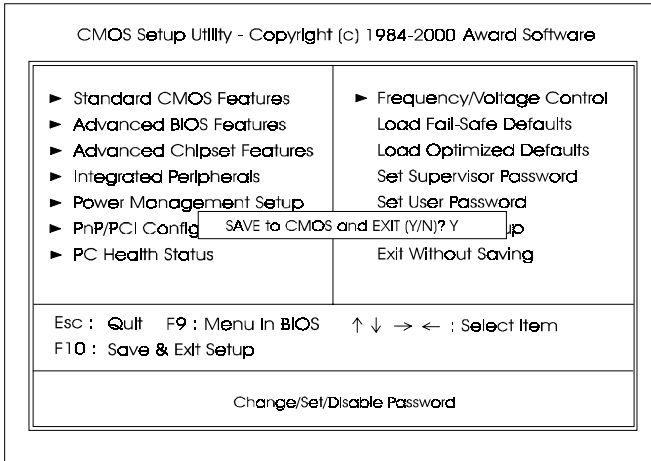 CMOS Setup Utility - Copyright (c) 1984-2000 Award Software
► Standard CMOS Features
► Advanced BIOS Features
► Advanced Chipset Features
► Integrated Peripherals
► Power Management Setup
► PnP/PCI Config
► PC Health Status
► Frequency/Voltage Control
Load Fail-Safe Defaults
Load Optimized Defaults
Set Supervisor Password
Set User Password
up
Exit Without Saving
SAVE to CMOS and EXIT (Y/N)? Y
Esc : Quit F9 : Menu in BIOS ↑ ↓ → ← : Select Item
F10 : Save & Exit Setup
Change/Set/Disable Password